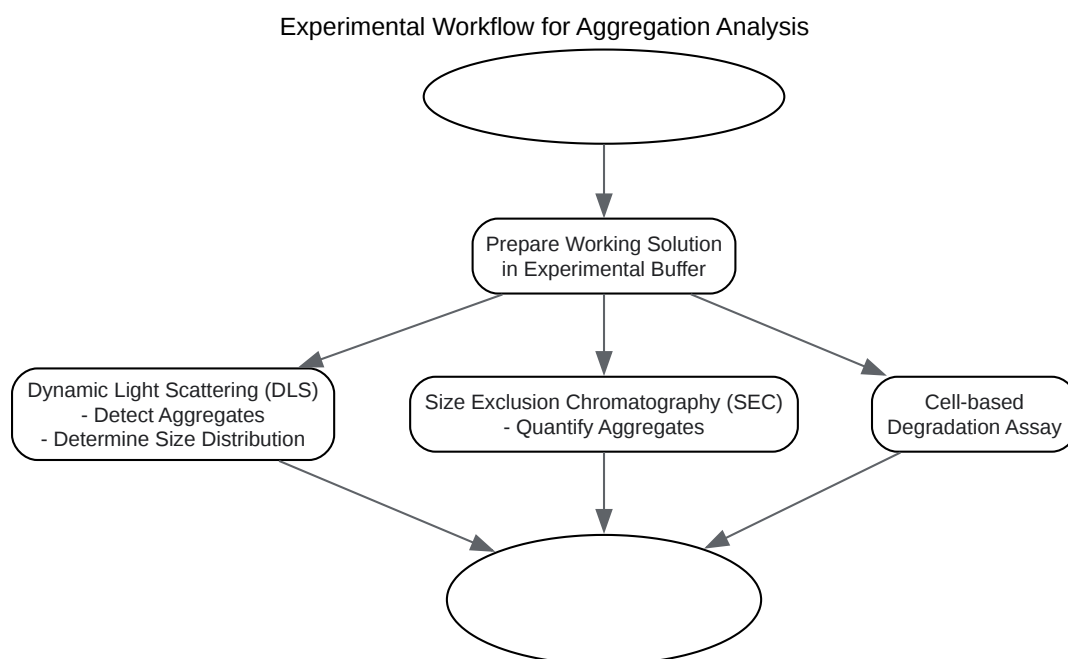 Experimental Workflow for Aggregation Analysis
Prepare Working Solution
in Experimental Buffer
Dynamic Light Scattering (DLS)
- Detect Aggregates
- Determine Size Distribution
Size Exclusion Chromatography (SEC)
- Quantify Aggregates
Cell-based
Degradation Assay